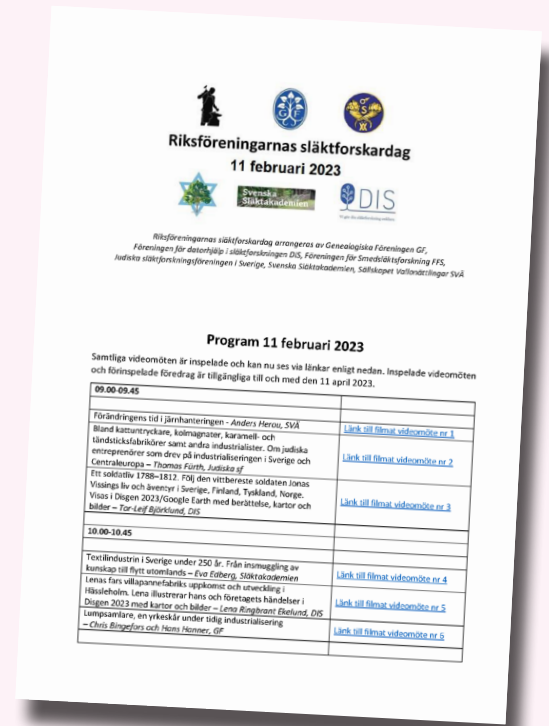 G F
S
Riksföreningarnas släktforskardag
11 februari 2023
Svenska
Släktakademien
DIS
Riksföreningarnas släktforskardag arrangeras av Genealogiska Föreningen GF,
Föreningen för datorhjälp i släktforskningen DIS, Föreningen för Smedsläktsforskning FFS,
Judiska släktforskningsföreningen i Sverige, Svenska Släktakademien, Sällskapet Vallonättlingar SVÄ
Program 11 februari 2023
Samtliga videomöten är inspelade och kan nu ses via länkar enligt nedan. Inspelade videomöten
och förinspelade föredrag är tillgängliga till och med den 11 april 2023.
09.00-09.45
Förändringens tid i järnhanteringen - Anders Herou, SVÄ
Länk till filmat videomöte nr 1
Bland kattuntryckare, kolmagnater, karamell- och
tändsticksfabrikörer samt andra industrialister. Om judiska
entreprenörer som drev på industrialiseringen i Sverige och
Centraleuropa – Thomas Fürth, Judiska sf
Länk till filmat videomöte nr 2
Ett soldatliv 1788–1812. Följ den vittbereste soldaten Jonas
Vissings liv och äventyr i Sverige, Finland, Tyskland, Norge.
Visas i Disgen 2023/Google Earth med berättelse, kartor och
bilder – Tor-Leif Björklund, DIS
Länk till filmat videomöte nr 3
10.00-10.45
Textilindustrin i Sverige under 250 år. Från insmuggling av
kunskap till flytt utomlands – Eva Edberg, Släktakademien
Länk till filmat videomöte nr 4
Lenas fars villapannefabriks uppkomst och utveckling i
Hässleholm. Lena illustrerar hans och företagets händelser i
Disgen 2023 med kartor och bilder – Lena Ringbrant Ekelund, DIS
Länk till filmat videomöte nr 5
Lumpsamlare, en yrkeskår under tidig industrialisering
– Chris Bingefors och Hans Hanner, GF
Länk till filmat videomöte nr 6